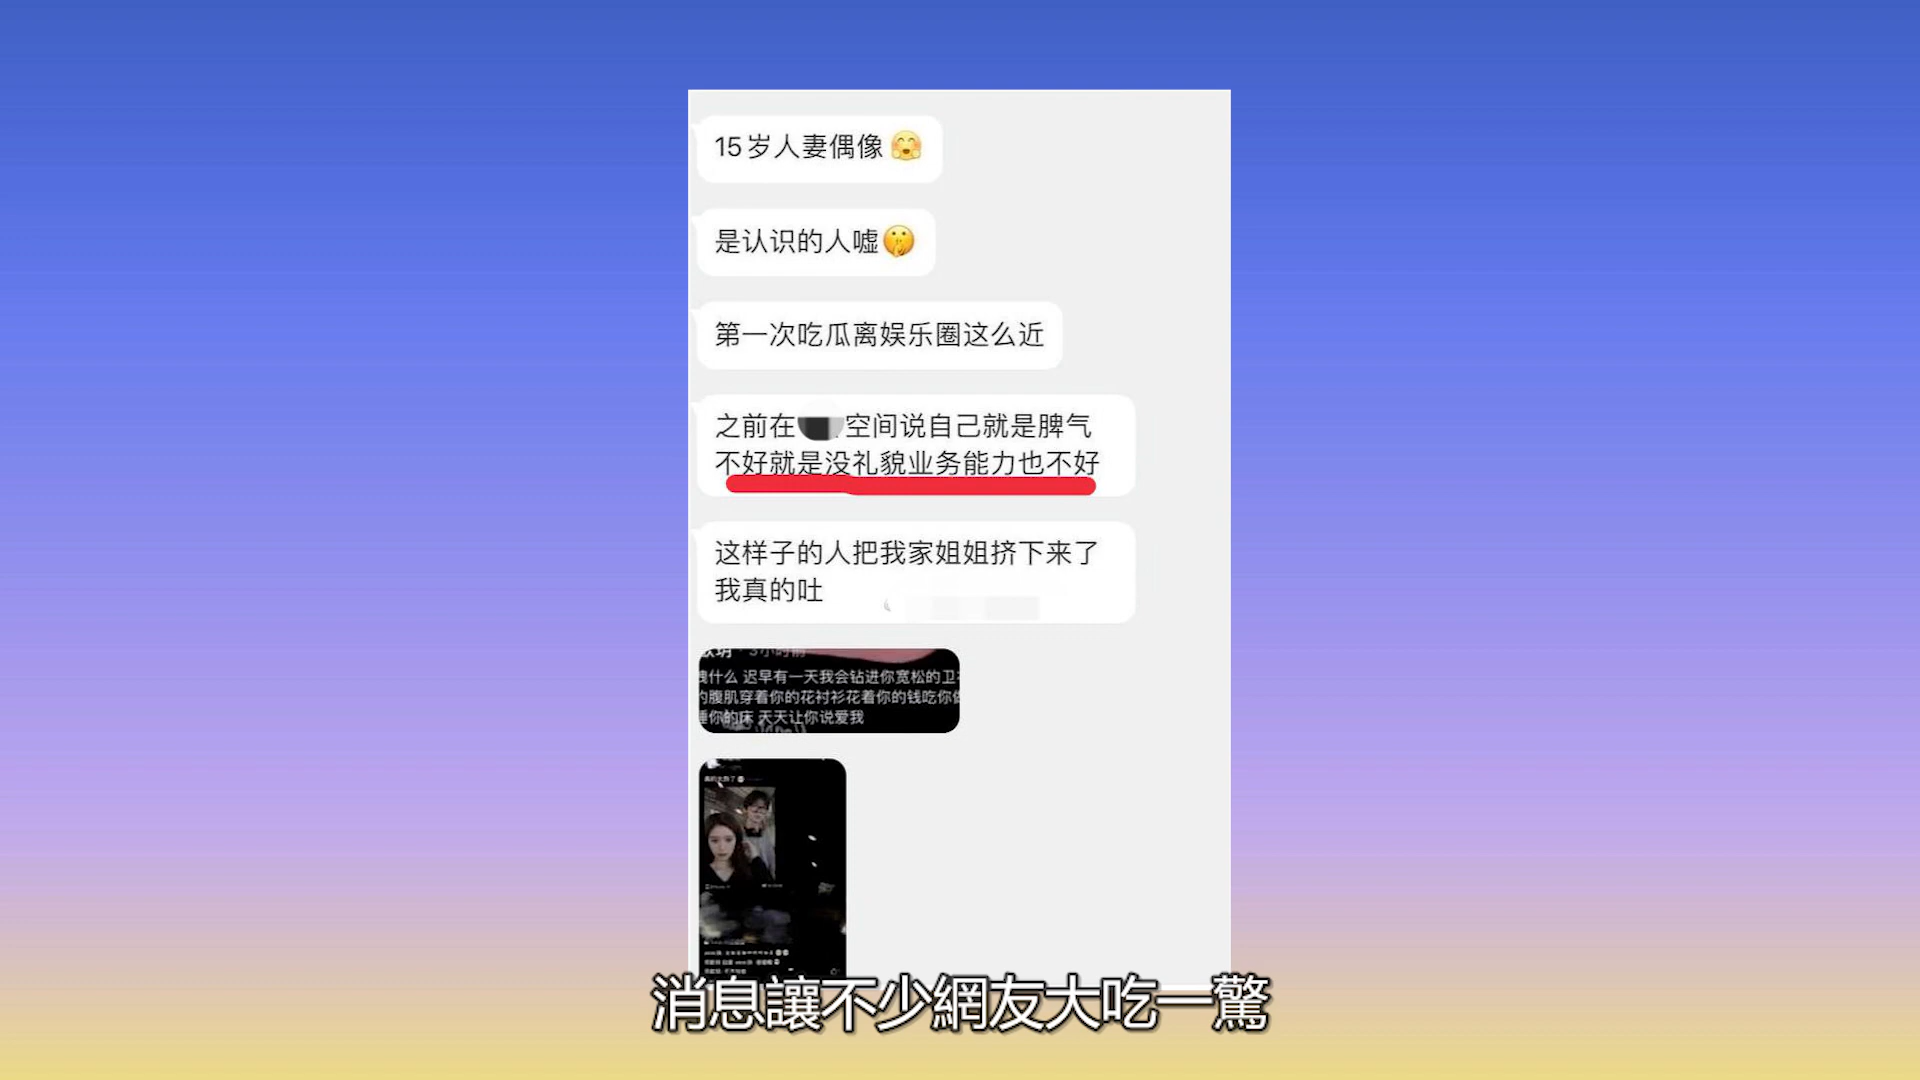 15岁人妻偶像
是认识的人嘘
第一次吃瓜离娱乐圈这么近
之前在 空间说自己就是脾气
不好就是没礼貌业务能力也不好
这样子的人把我家姐姐挤下来了
我真的吐
3小时前
什么 迟早有一天我会钻进你宽松的卫
的腹肌穿着你的花衬衫花着你的钱吃你
你的床 天天让你说爱我
消息讓不少網友大吃一驚